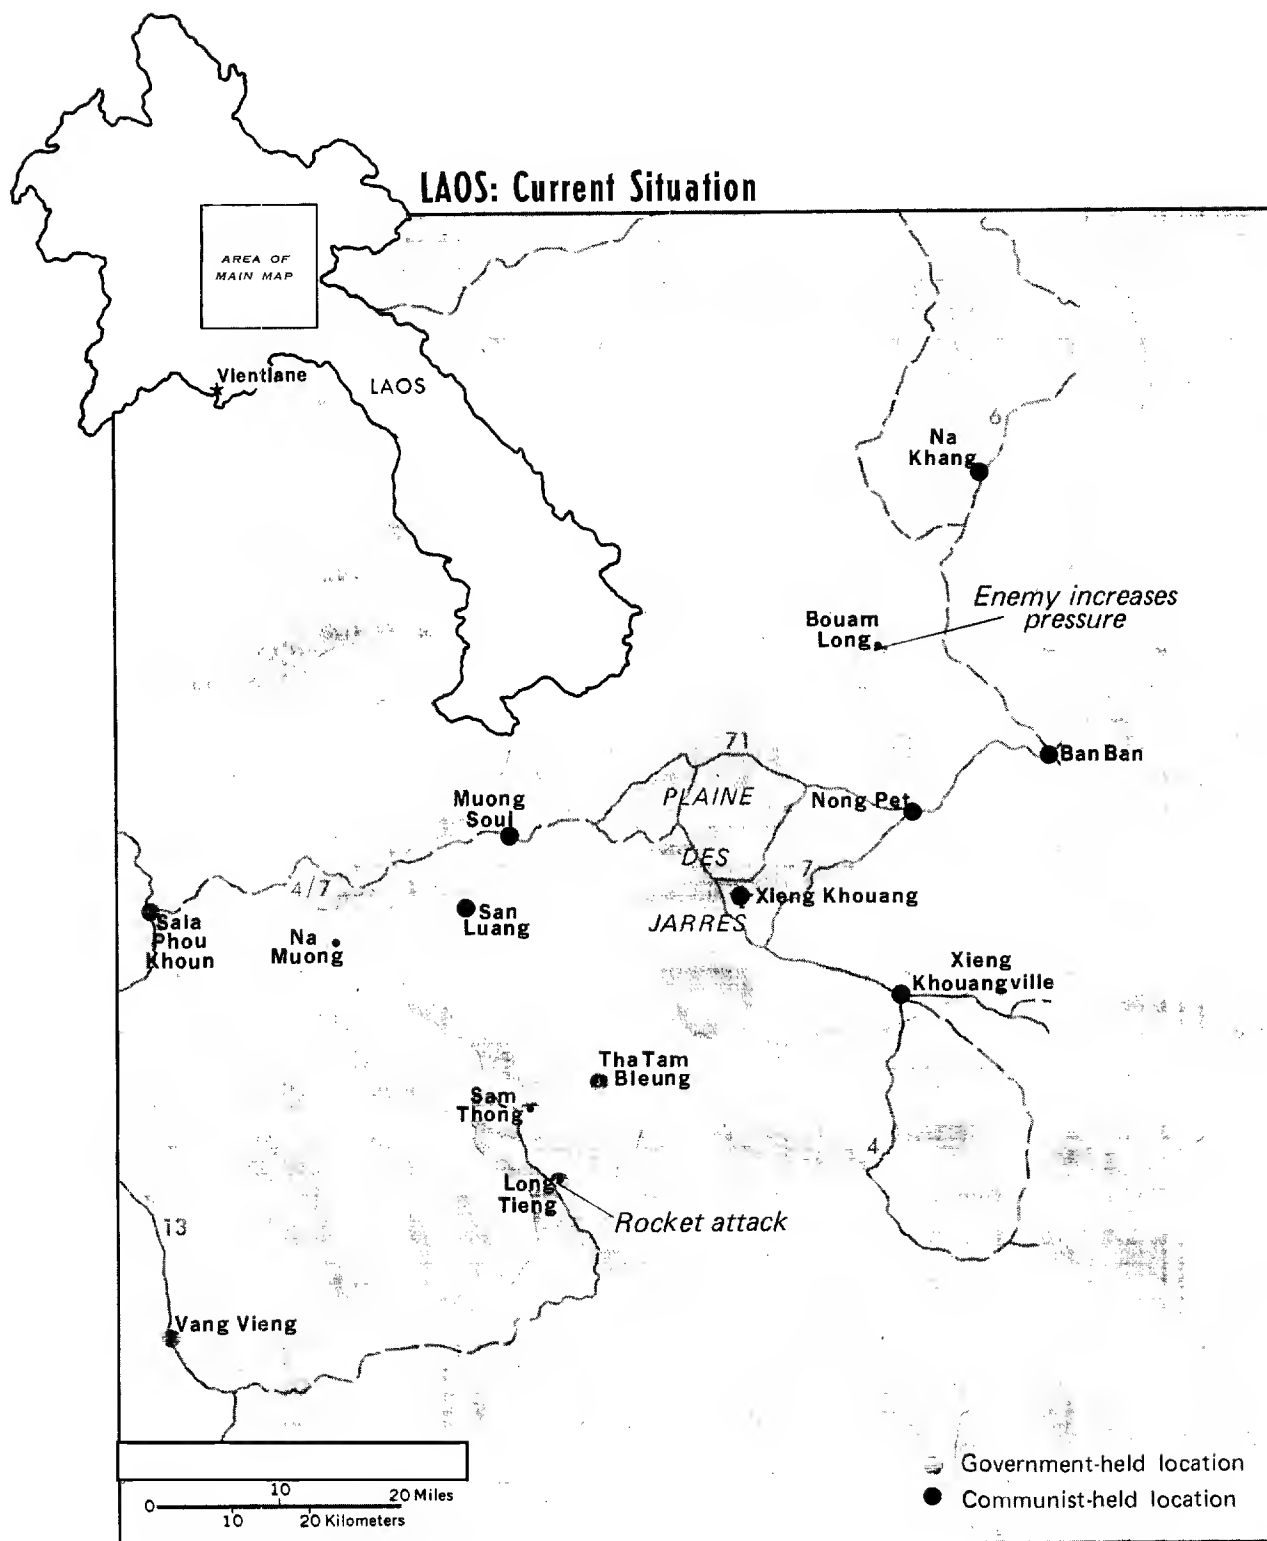 LAOS: Current Situation
AREA OF
MAIN MAP
Vientiane
LAOS
6
Na
Khang
Enemy increases
pressure
Bouam
Long
71
Ban Ban
PLAINE
Muong
Soui
Nong Pet
DES
7
4/7
Xieng Khouang
San
Luang
JARRES
Sala
Phou
Khoun
Na
Muong
Xieng
Khouangville
Tha Tam
Bleung
Sam
Thong
4
Long
Tieng
Rocket attack
13
Vang Vieng
Government-held location
Communist-held location
10
20 Miles
0
10
20 Kilometers